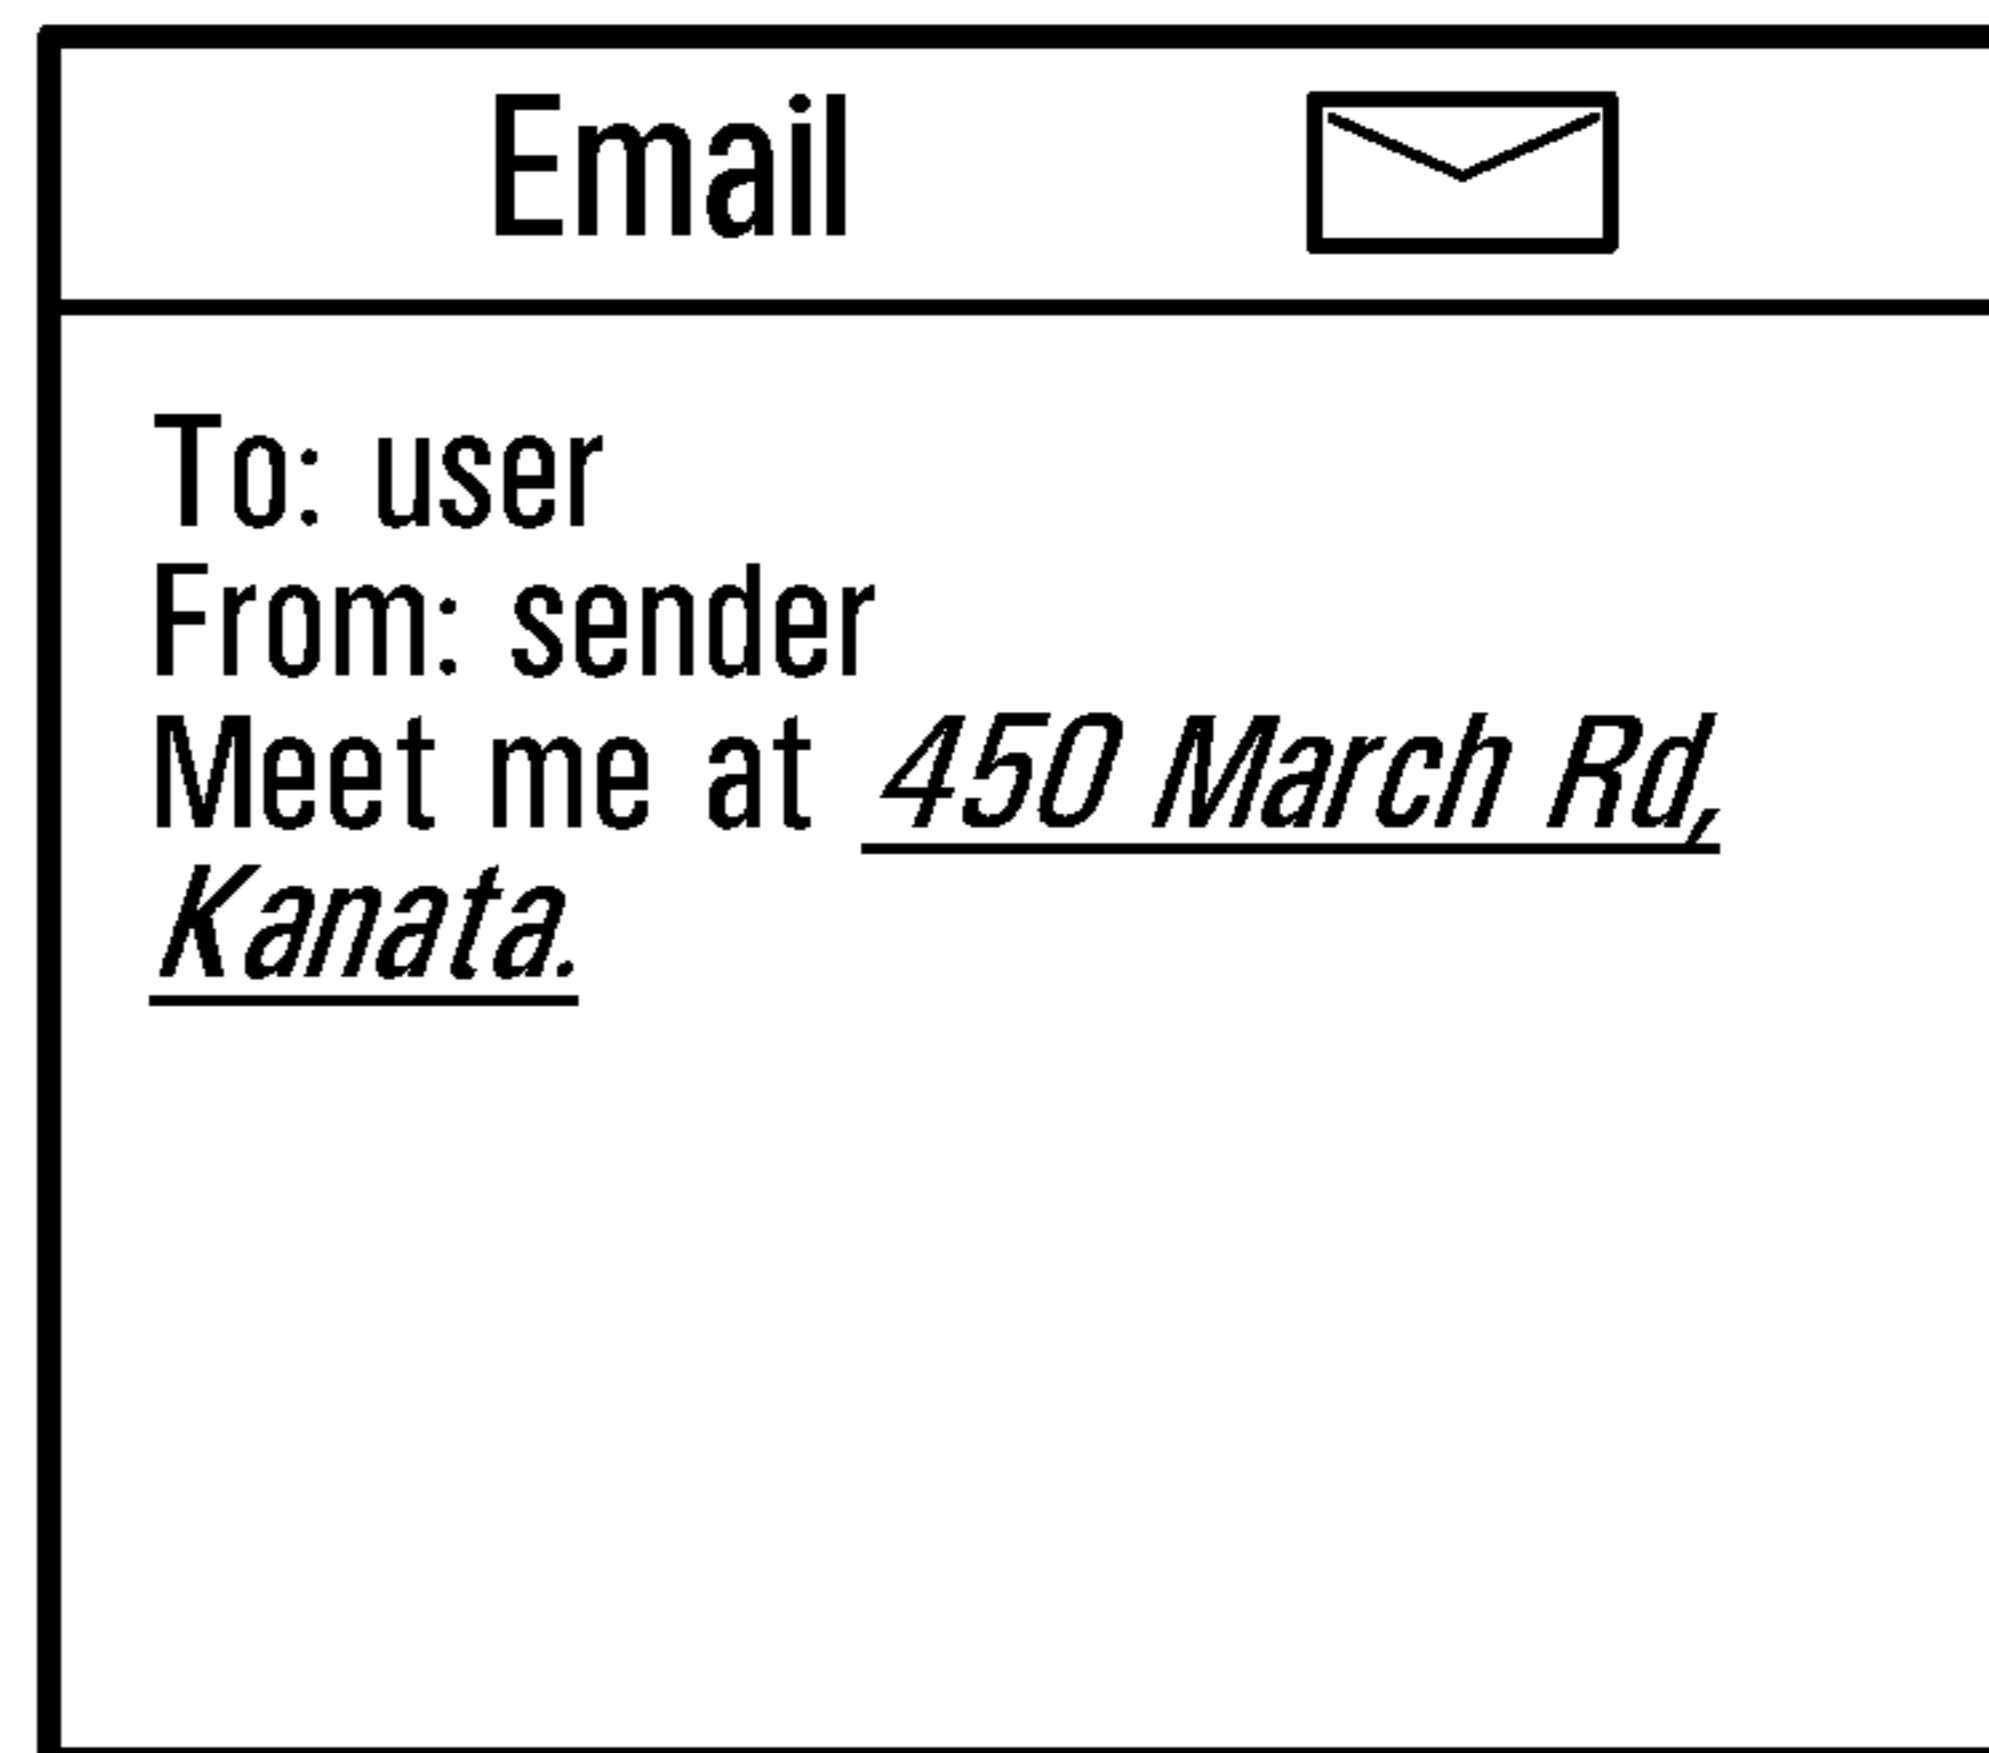 Email
To: user
From: sender
Meet me at 450 March Rd,
Kanata.